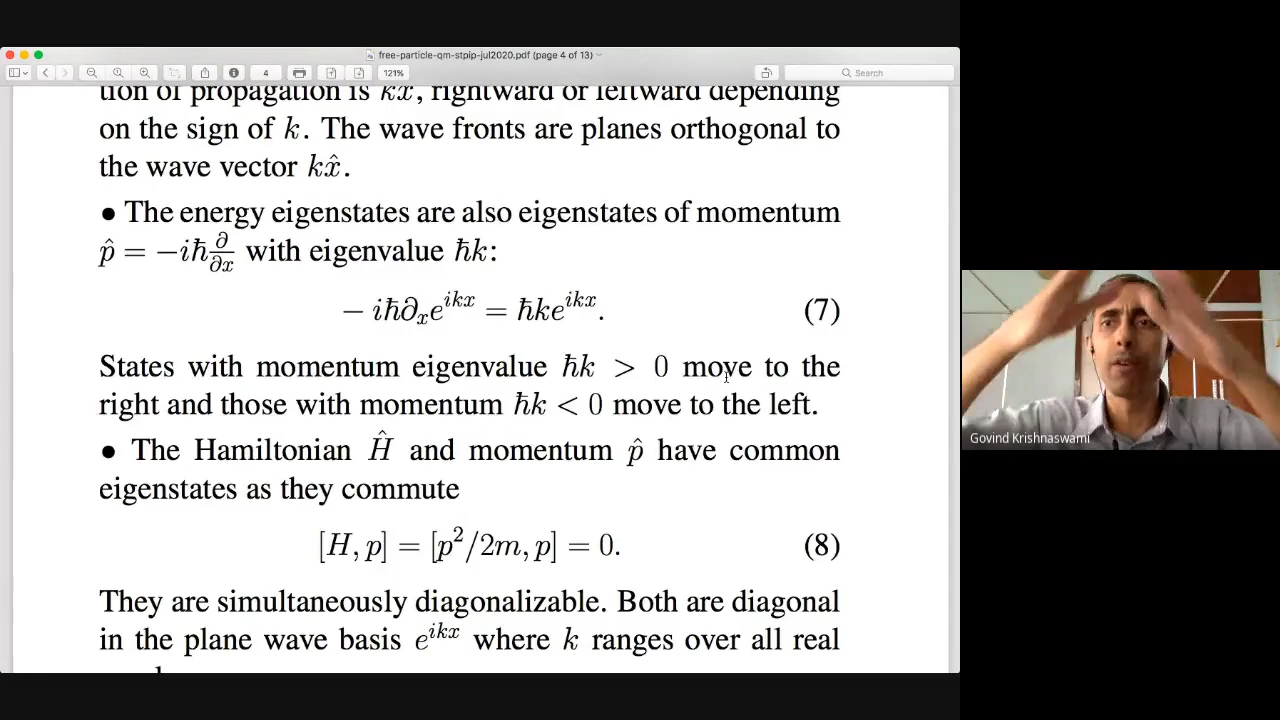 free-particle-qm-stpip-jul2020.pdf (page 4 of 13)
4
121%
Search
tion of propagation is kx̂, rightward or leftward depending
on the sign of k. The wave fronts are planes orthogonal to
the wave vector kx̂.
• The energy eigenstates are also eigenstates of momentum
p̂ = −iħ∂/∂x with eigenvalue ħk:
− iħ∂ₓe^{ikx} = ħke^{ikx}. (7)
States with momentum eigenvalue ħk > 0 move to the
right and those with momentum ħk < 0 move to the left.
• The Hamiltonian Ĥ and momentum p̂ have common
eigenstates as they commute
[H, p] = [p²/2m, p] = 0. (8)
They are simultaneously diagonalizable. Both are diagonal
in the plane wave basis e^{ikx} where k ranges over all real
Govind Krishnaswami